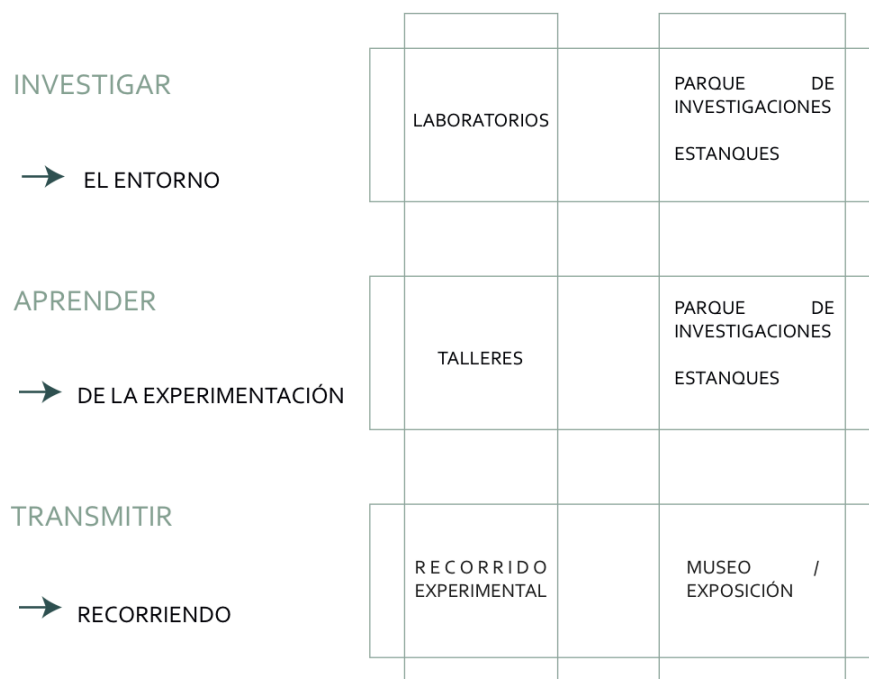 INVESTIGAR
EL ENTORNO
LABORATORIOS
PARQUE DE
INVESTIGACIONES
ESTANQUES
APRENDER
DE LA EXPERIMENTACIÓN
TALLERES
PARQUE DE
INVESTIGACIONES
ESTANQUES
TRANSMITIR
RECORRIENDO
RECORRIDO
EXPERIMENTAL
MUSEO /
EXPOSICIÓN